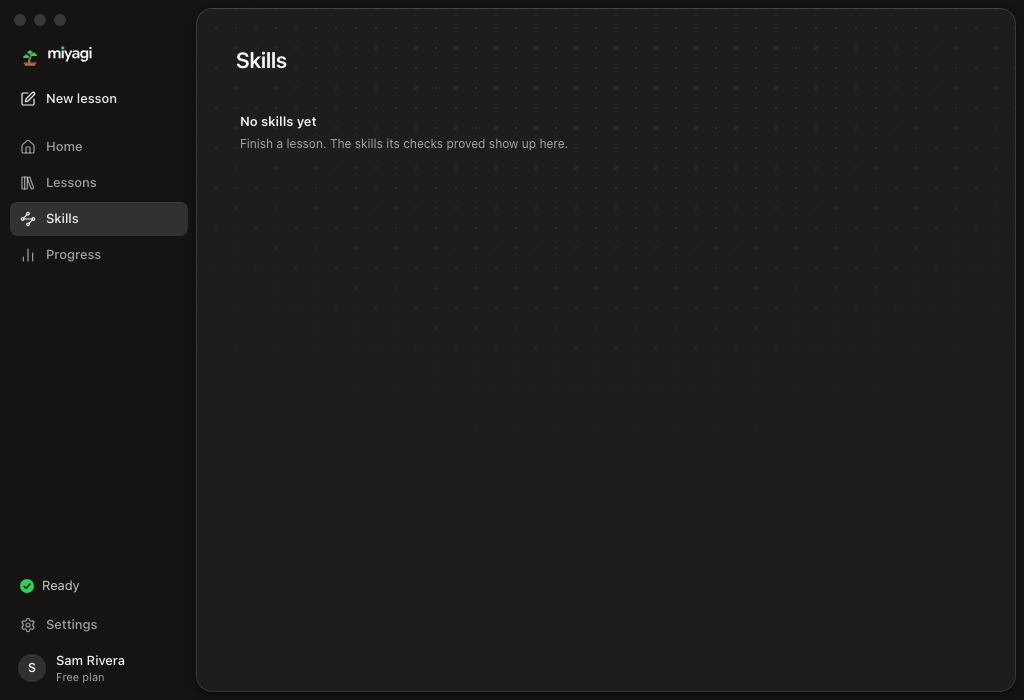 miyagi
New lesson
Home
Lessons
Skills
Progress
Ready
Settings
S
Sam Rivera
Free plan
Skills
No skills yet
Finish a lesson. The skills its checks proved show up here.